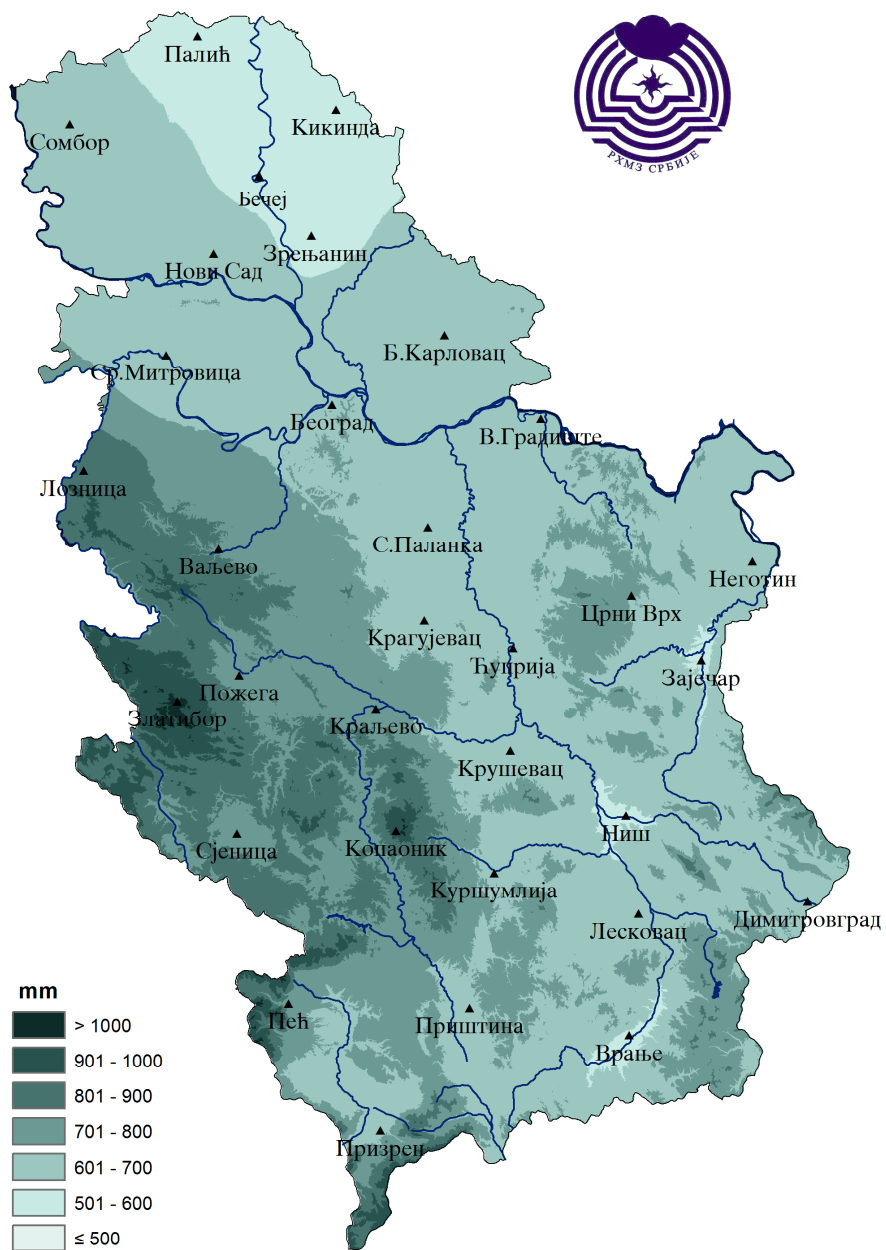 Палић
РХМЗ СРБИЈЕ
Кикинда
Сомбор
Бечеј
Зрењанин
Нови Сад
Б.Карловац
Ср.Митровица
Београд
В.Градиште
Лозница
С.Паланка
Ваљево
Неготин
Црни Врх
Крагујевац
Ћуприја
Зајечар
Пожега
Златибор
Краљево
Крушевац
Ниш
Сјеница
Копаоник
Куршумлија
Димитровград
Лесковац
mm
Пећ
Приштина
> 1000
Врање
901 - 1000
801 - 900
701 - 800
Призрен
601 - 700
501 - 600
≤ 500